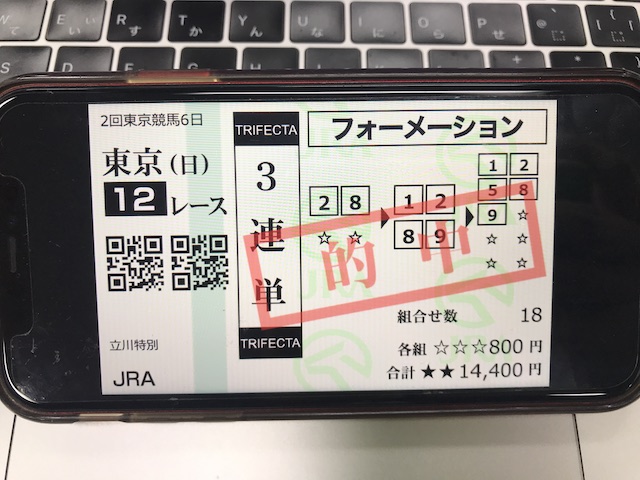 2回東京競馬6日
東京(日)
12レース
立川特別
JRA
TRIFECTA
3連単
TRIFECTA
フォーメーション
2 8
☆ ☆
1 2
8 9
1 2
5 8
9 ☆
☆ ☆
☆ ☆
的中
組合せ数 18
各組 ☆☆☆800円
合計 ★★14,400円